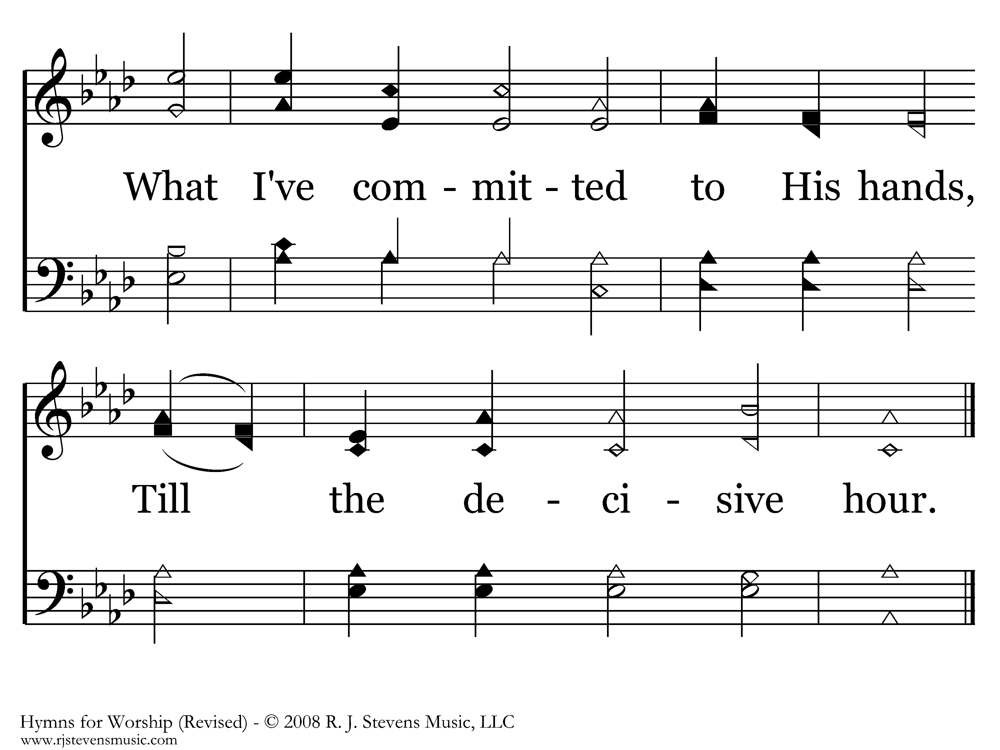 What I've com - mit - ted to His hands,
Till the de - ci - sive hour.
Hymns for Worship (Revised) - © 2008 R. J. Stevens Music, LLC
www.rjstevensmusic.com